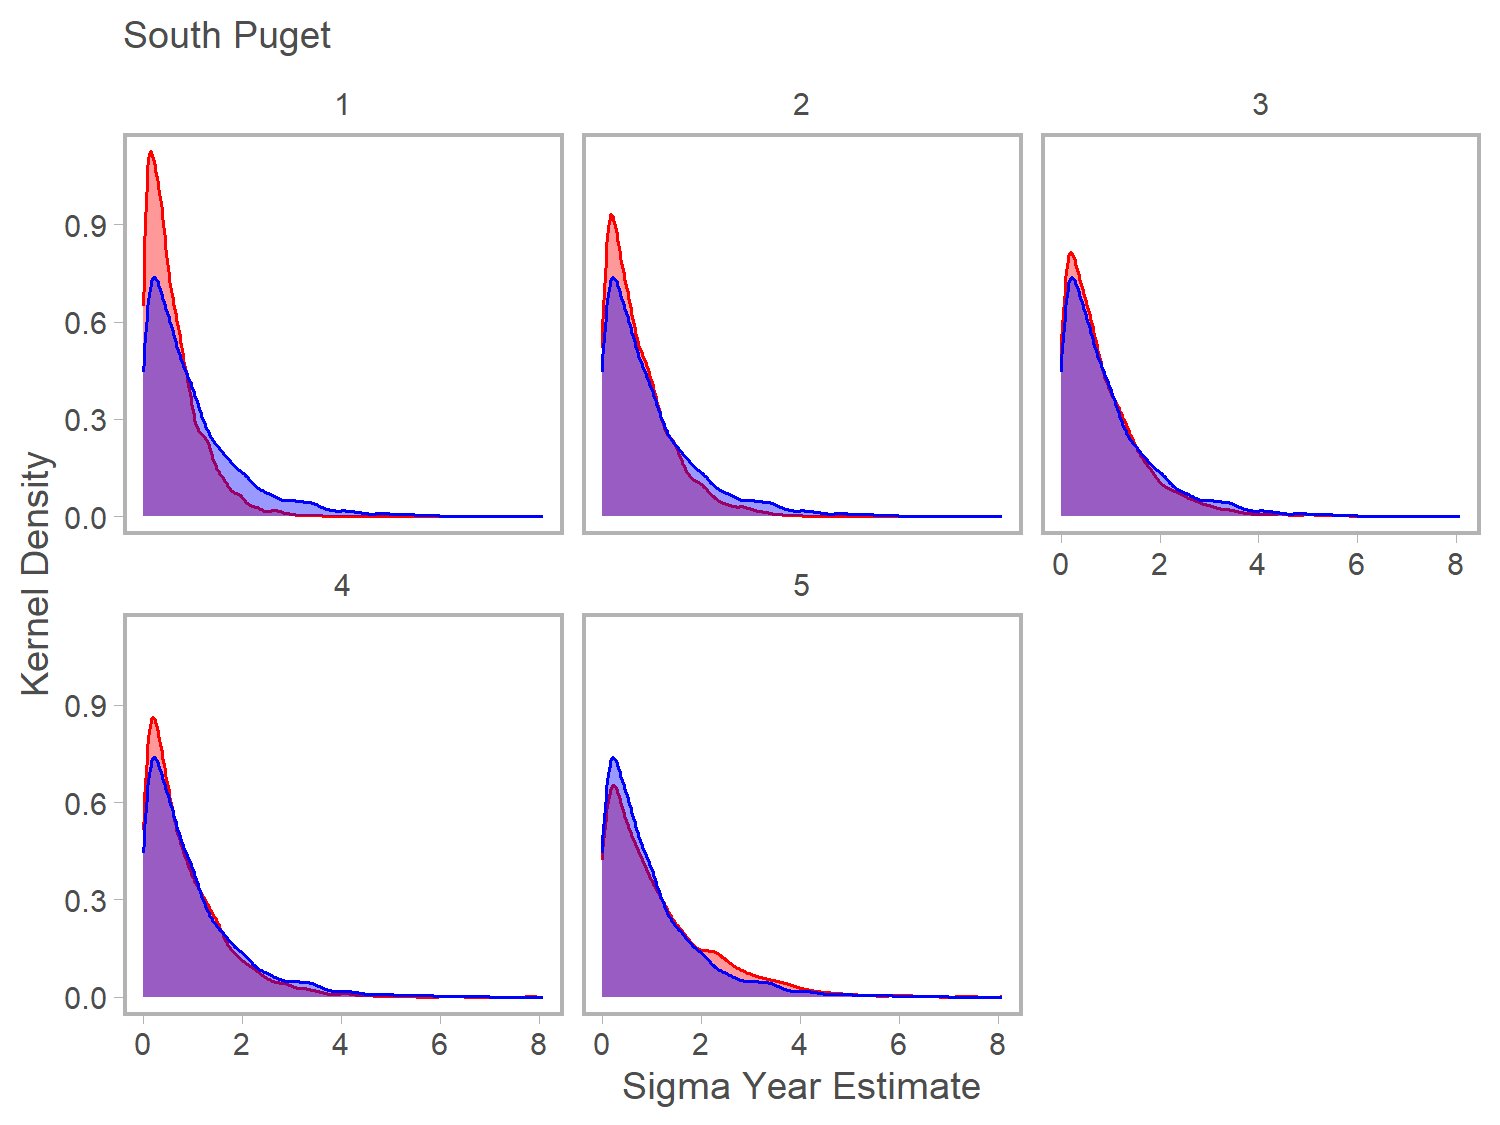 South Puget
1 2 3
0.9
0.6
0.3
0.0
0 2 4 6 8
Kernel Density
4 5
0.9
0.6
0.3
0.0
0 2 4 6 8 0 2 4 6 8
Sigma Year Estimate